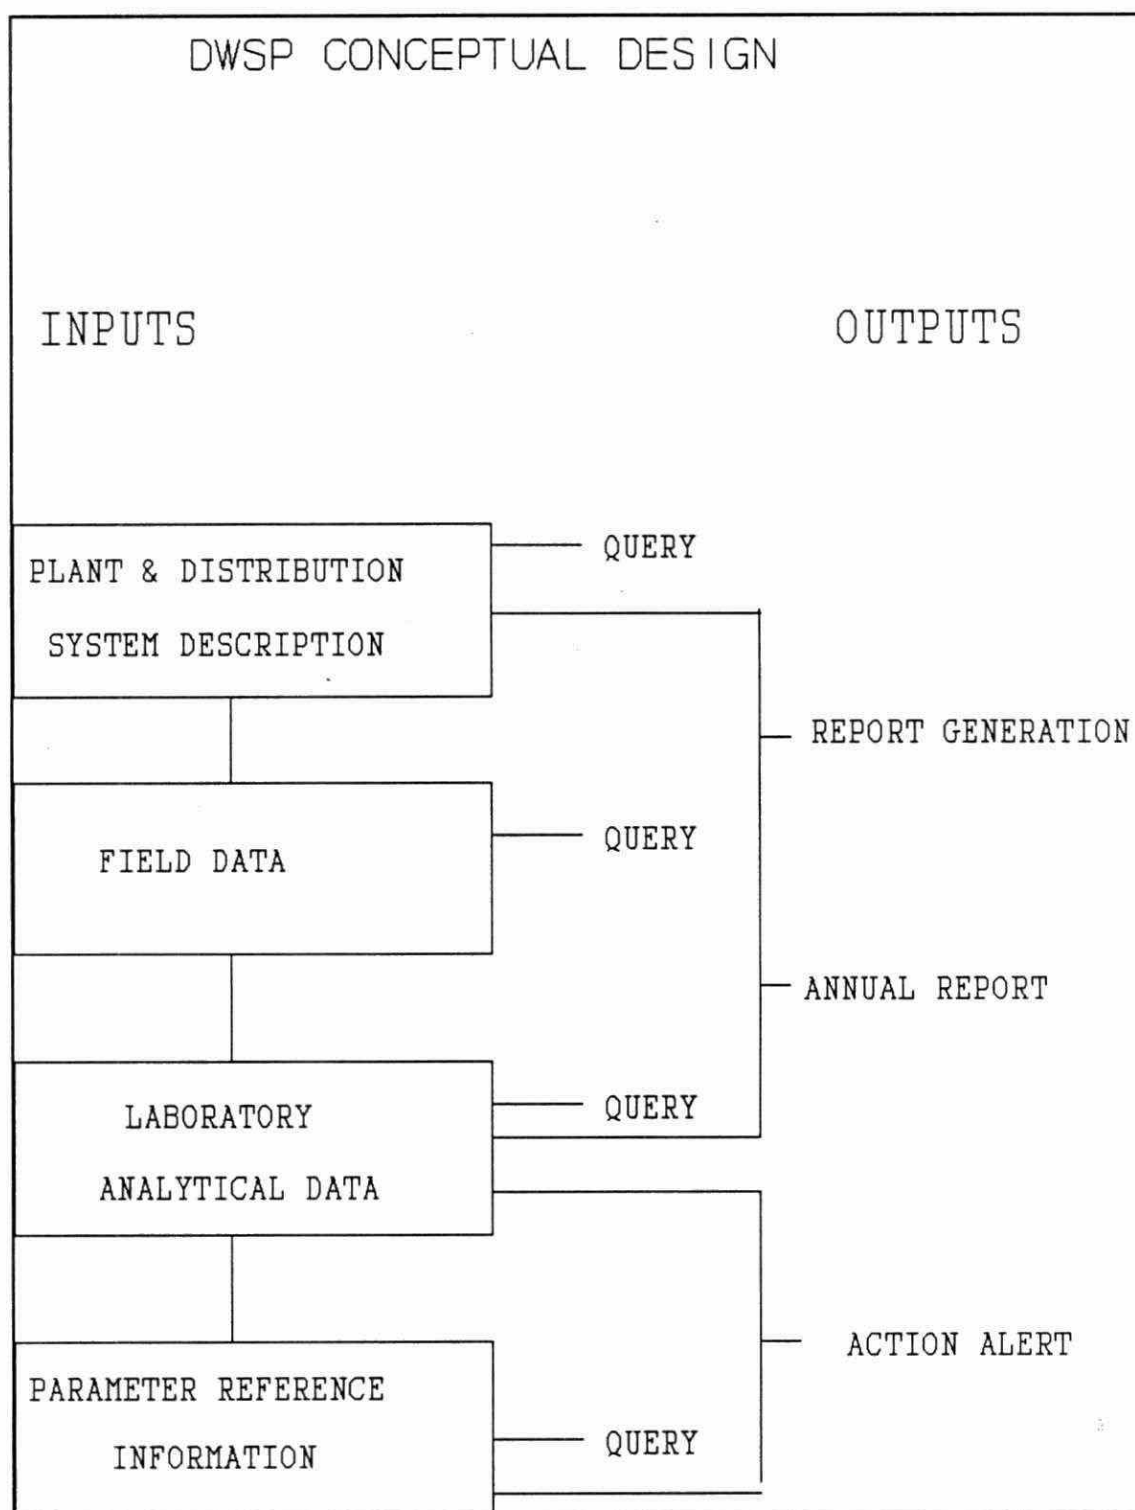 DWSP CONCEPTUAL DESIGN
INPUTS
OUTPUTS
QUERY
PLANT & DISTRIBUTION
SYSTEM DESCRIPTION
REPORT GENERATION
QUERY
FIELD DATA
ANNUAL REPORT
QUERY
LABORATORY
ANALYTICAL DATA
ACTION ALERT
PARAMETER REFERENCE
QUERY
INFORMATION